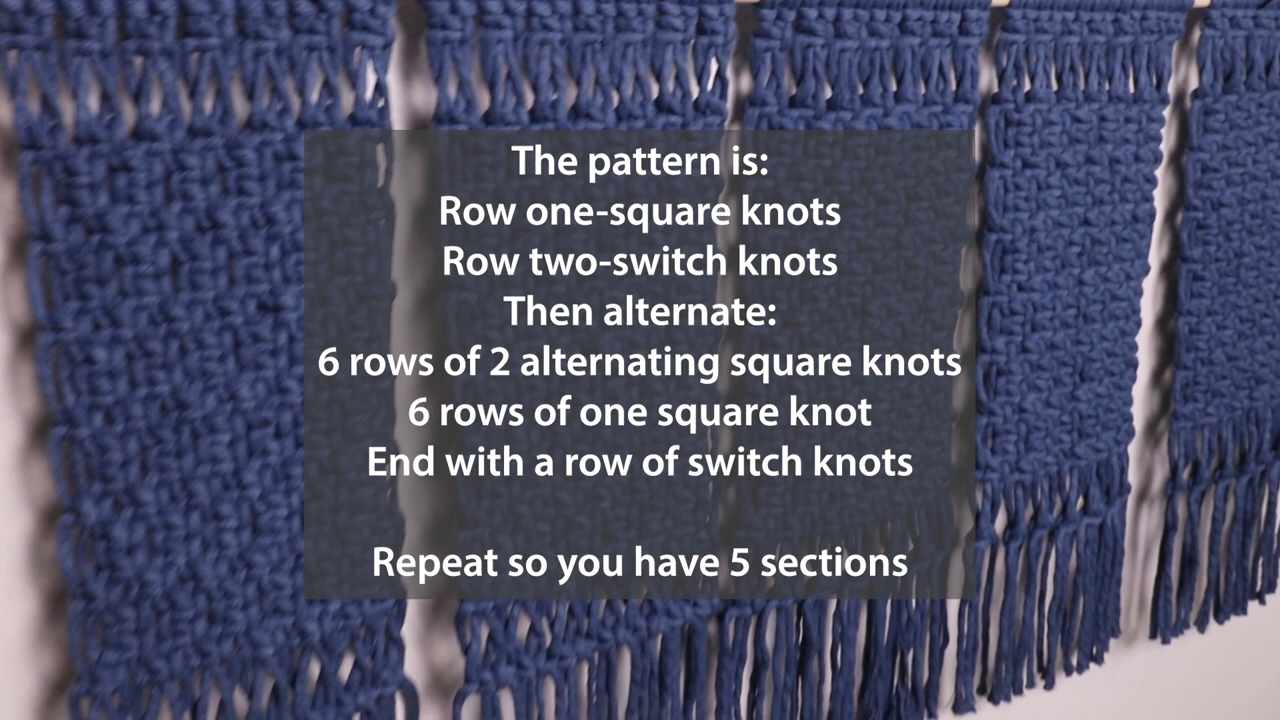 The pattern is:
Row one-square knots
Row two-switch knots
Then alternate:
6 rows of 2 alternating square knots
6 rows of one square knot
End with a row of switch knots
Repeat so you have 5 sections